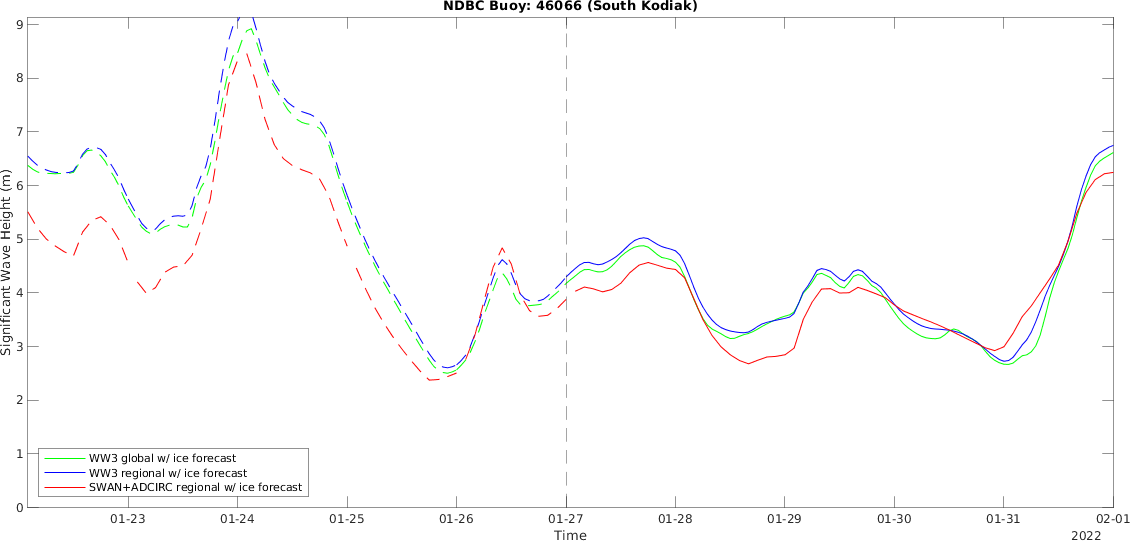 NDBC Buoy: 46066 (South Kodiak)
Significant Wave Height (m)
9
8
7
6
5
4
3
2
1
0
WW3 global w/ ice forecast
WW3 regional w/ ice forecast
SWAN+ADCIRC regional w/ ice forecast
01-23 01-24 01-25 01-26 01-27 01-28 01-29 01-30 01-31 02-01
Time
2022